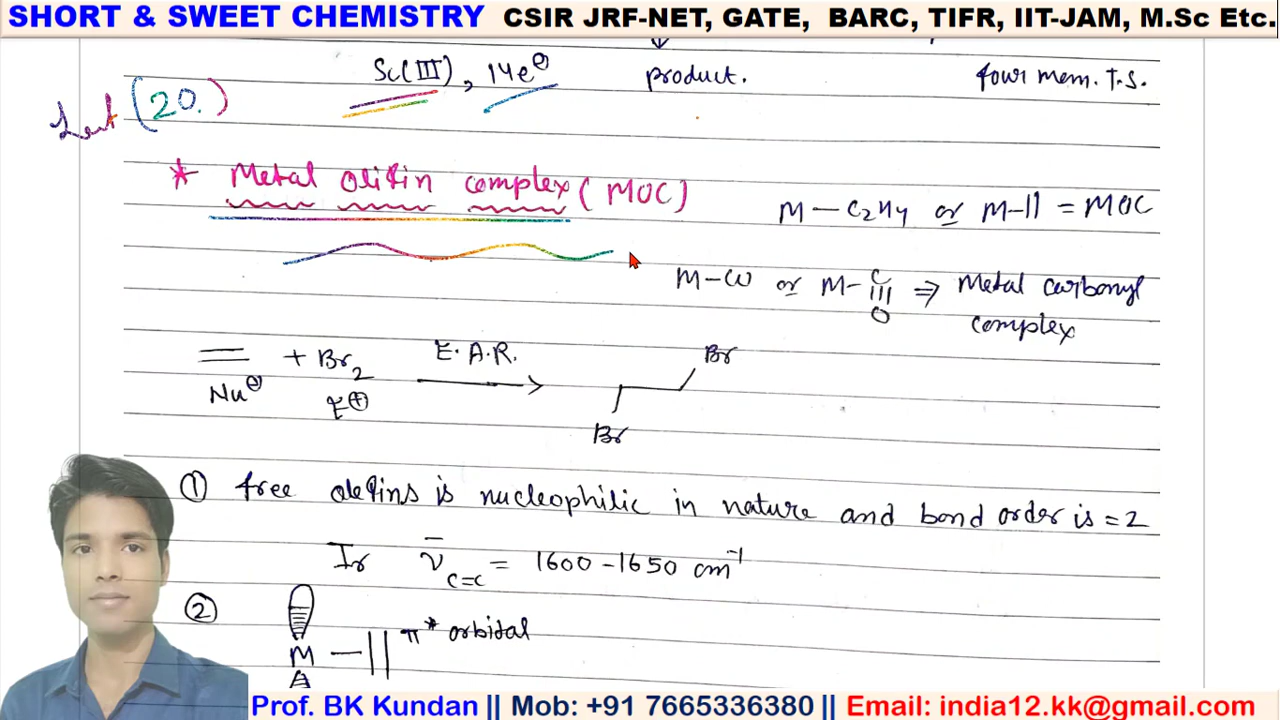 SHORT & SWEET CHEMISTRY CSIR JRF-NET, GATE, BARC, TIFR, IIT-JAM, M.Sc Etc.
Sc(III), 14e⊖ product. four mem. T.S.
Lect (20.)
* Metal olifin complex (MOC)
M — C2H4 or M-|| = MOC
M-CO or M-C≡O ⇒ Metal carbonyl
complex
= + Br2 E.A.R. Br
Nu⊖ E⊕
Br
① free olefins is nucleophilic in nature and bond order is = 2
Ir ν̄ C=C = 1600-1650 cm⁻¹
②
M — || π* orbital
Prof. BK Kundan || Mob: +91 7665336380 || Email: india12.kk@gmail.com